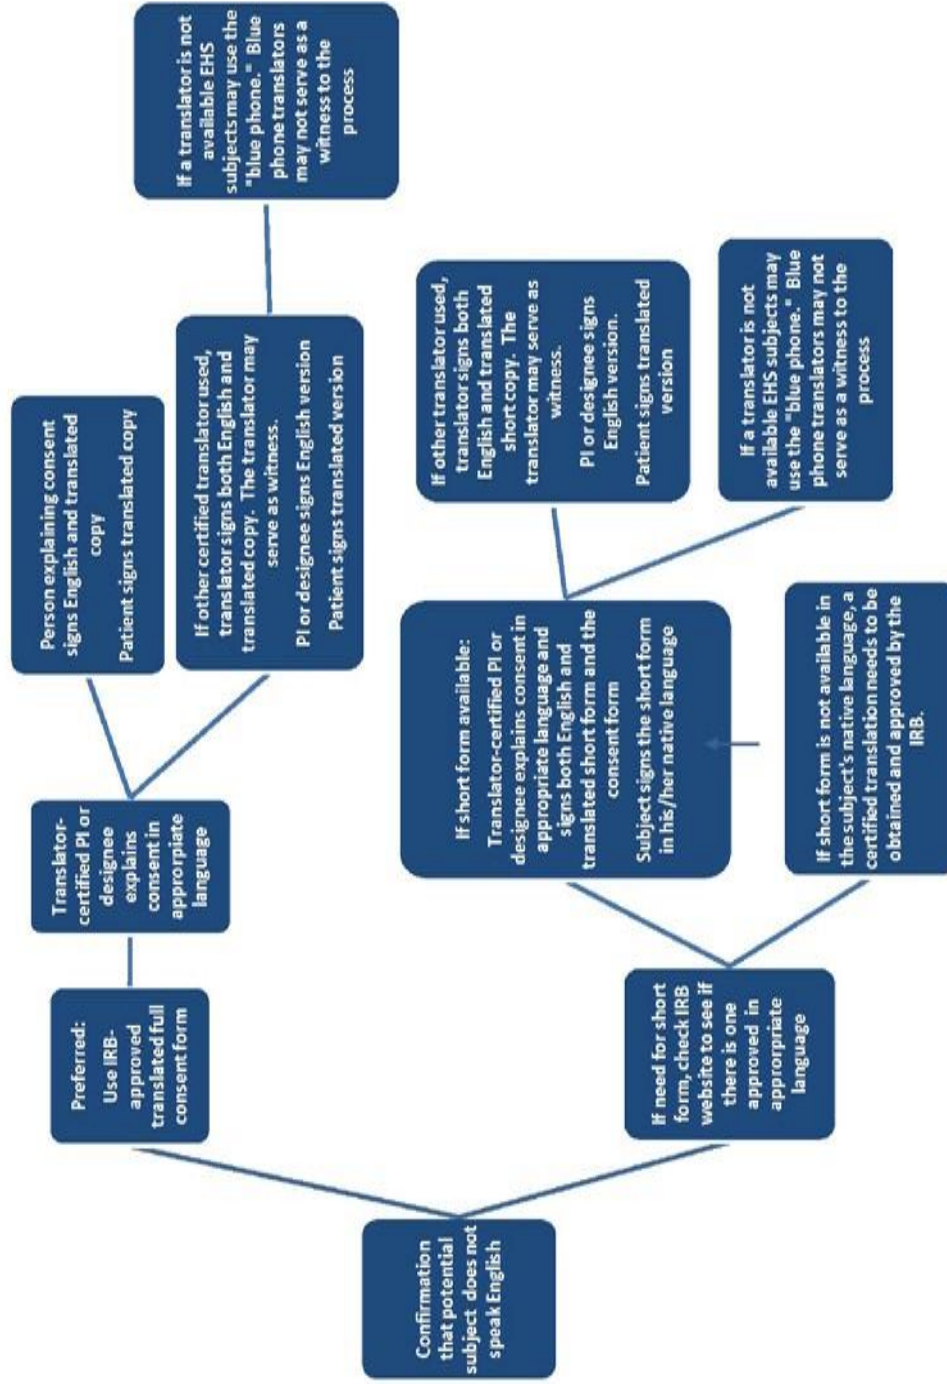 Confirmation
that potential
subject does not
speak English
Preferred:
Use IRB-
approved
translated full
consent form
Translator-
certified PI or
designee
explains
consent in
approrpiate
language
Person explaining consent
signs English and translated
copy
Patient signs translated copy
If other certified translator used,
translator signs both English and
translated copy. The translator may
serve as witness.
PI or designee signs English version
Patient signs translated version
If a translator is not
available EHS
subjects may use the
"blue phone." Blue
phone translators
may not serve as a
witness to the
process
If need for short
form, check IRB
website to see if
there is one
approved in
approrpriate
language
If short form available:
Translator-certified PI or
designee explains consent in
appropriate language and
signs both English and
translated short form and the
consent form
Subject signs the short form
in his/her native language
If other translator used,
translator signs both
English and translated
short copy. The
translator may serve as
witness.
PI or designee signs
English version.
Patient signs translated
version
If a translator is not
available EHS subjects may
use the "blue phone." Blue
phone translators may not
serve as a witness to the
process
If short form is not available in
the subject's native language, a
certified translation needs to be
obtained and approved by the
IRB.